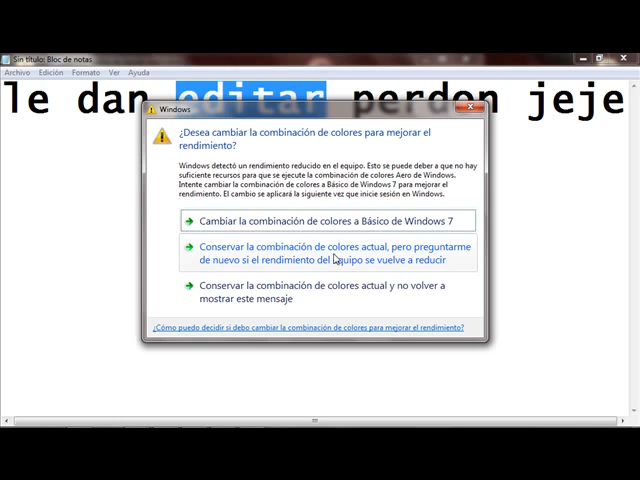 Sin título: Bloc de notas
Archivo Edición Formato Ver Ayuda
le dan editar perdon jeje
Windows
¿Desea cambiar la combinación de colores para mejorar el
rendimiento?
Windows detectó un rendimiento reducido en el equipo. Esto se puede deber a que no hay
suficiente recursos para que se ejecute la combinación de colores Aero de Windows.
Intente cambiar la combinación de colores a Básico de Windows 7 para mejorar el
rendimiento. El cambio se aplicará la siguiente vez que inicie sesión en Windows.
Cambiar la combinación de colores a Básico de Windows 7
Conservar la combinación de colores actual, pero preguntarme
de nuevo si el rendimiento del equipo se vuelve a reducir
Conservar la combinación de colores actual y no volver a
mostrar este mensaje
¿Cómo puedo decidir si debo cambiar la combinación de colores para mejorar el rendimiento?